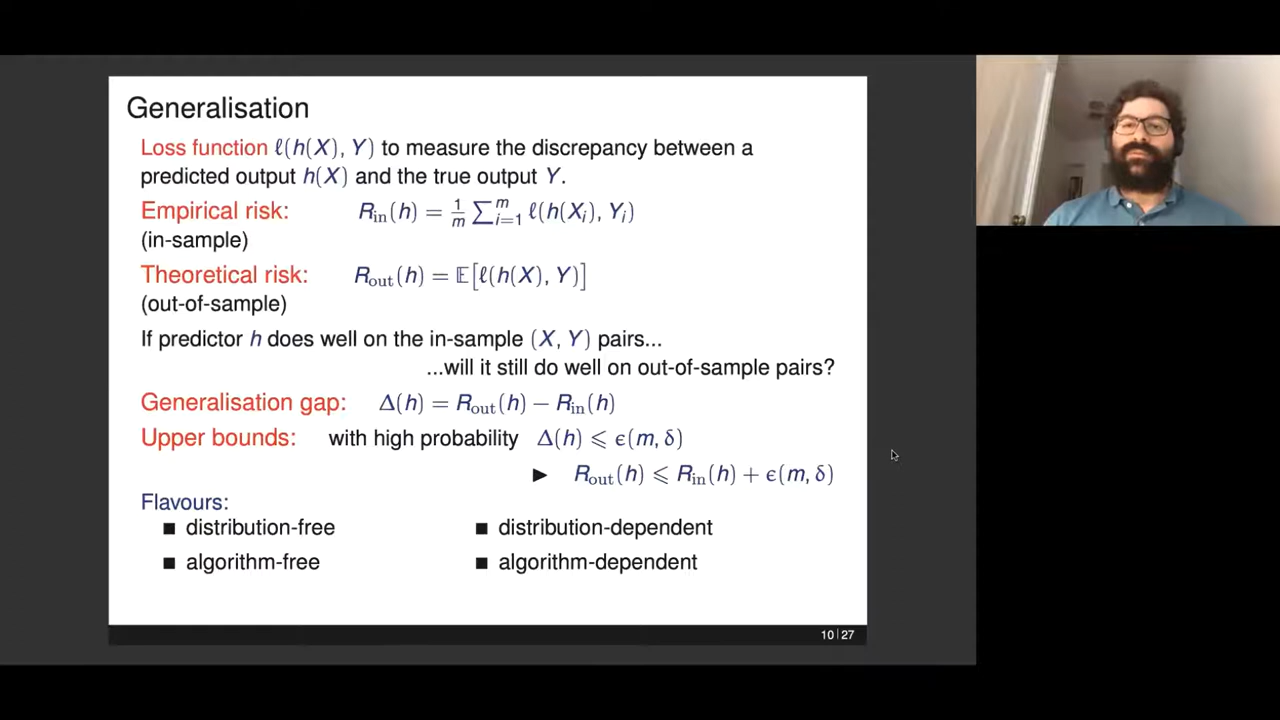 Generalisation
Loss function ℓ(h(X), Y) to measure the discrepancy between a
predicted output h(X) and the true output Y.
Empirical risk: R_in(h) = 1/m ∑_{i=1}^{m} ℓ(h(X_i), Y_i)
(in-sample)
Theoretical risk: R_out(h) = 𝔼[ℓ(h(X), Y)]
(out-of-sample)
If predictor h does well on the in-sample (X, Y) pairs...
...will it still do well on out-of-sample pairs?
Generalisation gap: Δ(h) = R_out(h) − R_in(h)
Upper bounds: with high probability Δ(h) ⩽ ϵ(m, δ)
▶ R_out(h) ⩽ R_in(h) + ϵ(m, δ)
Flavours:
■ distribution-free ■ distribution-dependent
■ algorithm-free ■ algorithm-dependent
10|27